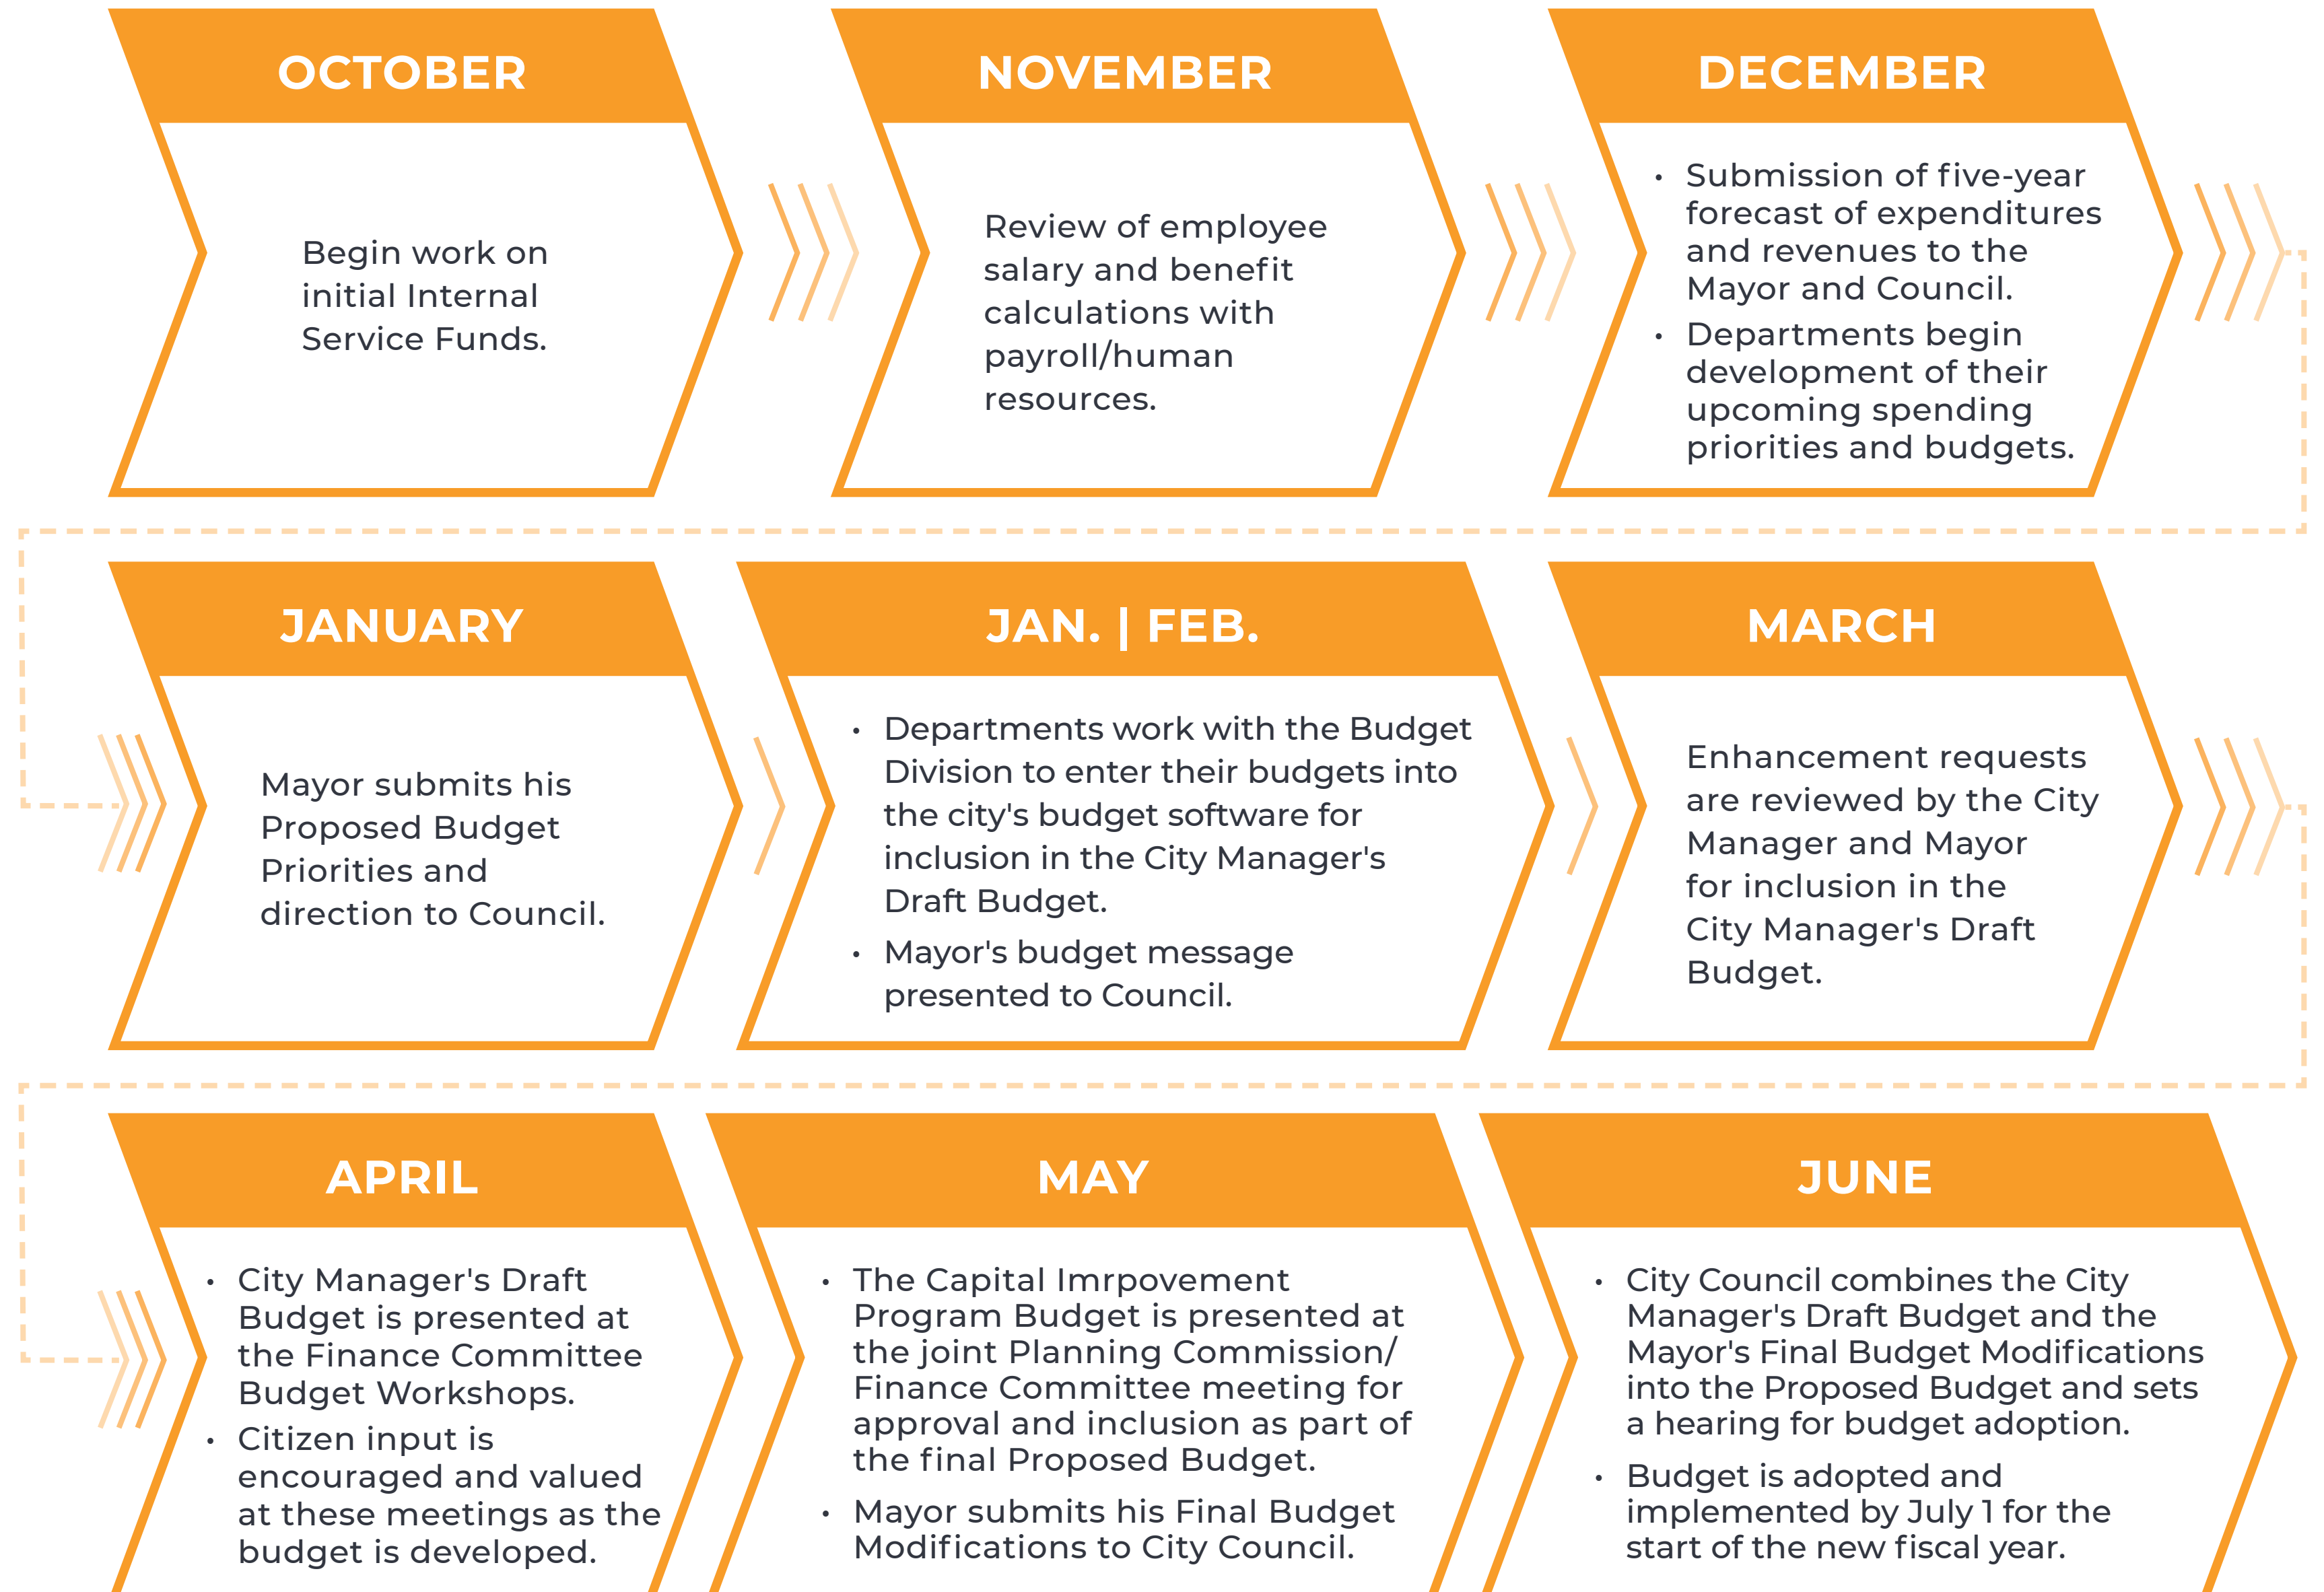 OCTOBER
Begin work on
initial Internal
Service Funds.
NOVEMBER
Review of employee
salary and benefit
calculations with
payroll/human
resources.
DECEMBER
• Submission of five-year
forecast of expenditures
and revenues to the
Mayor and Council.
• Departments begin
development of their
upcoming spending
priorities and budgets.
JANUARY
Mayor submits his
Proposed Budget
Priorities and
direction to Council.
JAN. | FEB.
• Departments work with the Budget
Division to enter their budgets into
the city's budget software for
inclusion in the City Manager's
Draft Budget.
• Mayor's budget message
presented to Council.
MARCH
Enhancement requests
are reviewed by the City
Manager and Mayor
for inclusion in the
City Manager's Draft
Budget.
APRIL
• City Manager's Draft
Budget is presented at
the Finance Committee
Budget Workshops.
• Citizen input is
encouraged and valued
at these meetings as the
budget is developed.
MAY
• The Capital Imrpovement
Program Budget is presented at
the joint Planning Commission/
Finance Committee meeting for
approval and inclusion as part of
the final Proposed Budget.
• Mayor submits his Final Budget
Modifications to City Council.
JUNE
• City Council combines the City
Manager's Draft Budget and the
Mayor's Final Budget Modifications
into the Proposed Budget and sets
a hearing for budget adoption.
• Budget is adopted and
implemented by July 1 for the
start of the new fiscal year.